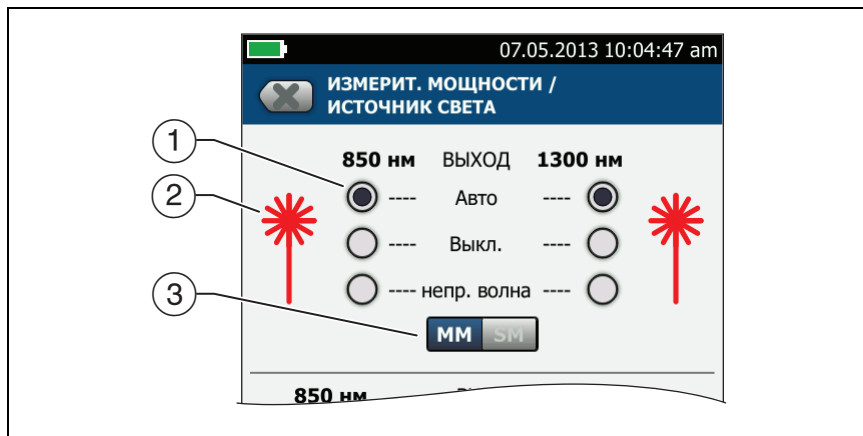 07.05.2013 10:04:47 am
ИЗМЕРИТ. МОЩНОСТИ /
ИСТОЧНИК СВЕТА
1
850 нм ВЫХОД 1300 нм
2
---- Авто ----
---- Выкл. ----
3
---- непр. волна ----
MM SM
850 нм